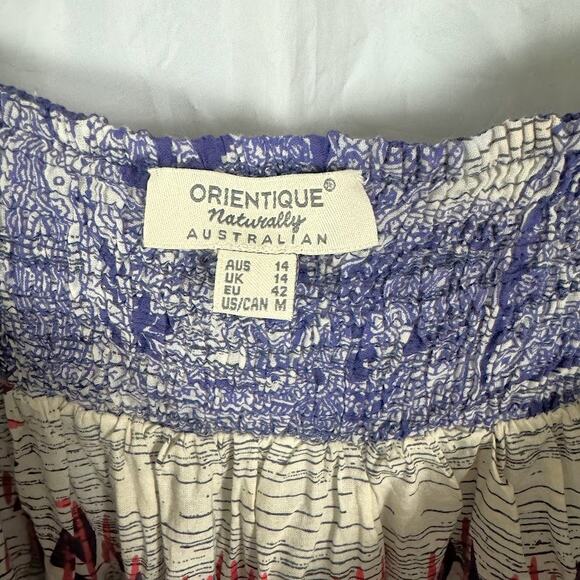 ORIENTIQUE®
Naturally
AUSTRALIAN
AUS 14
UK 14
EU 42
US/CAN M